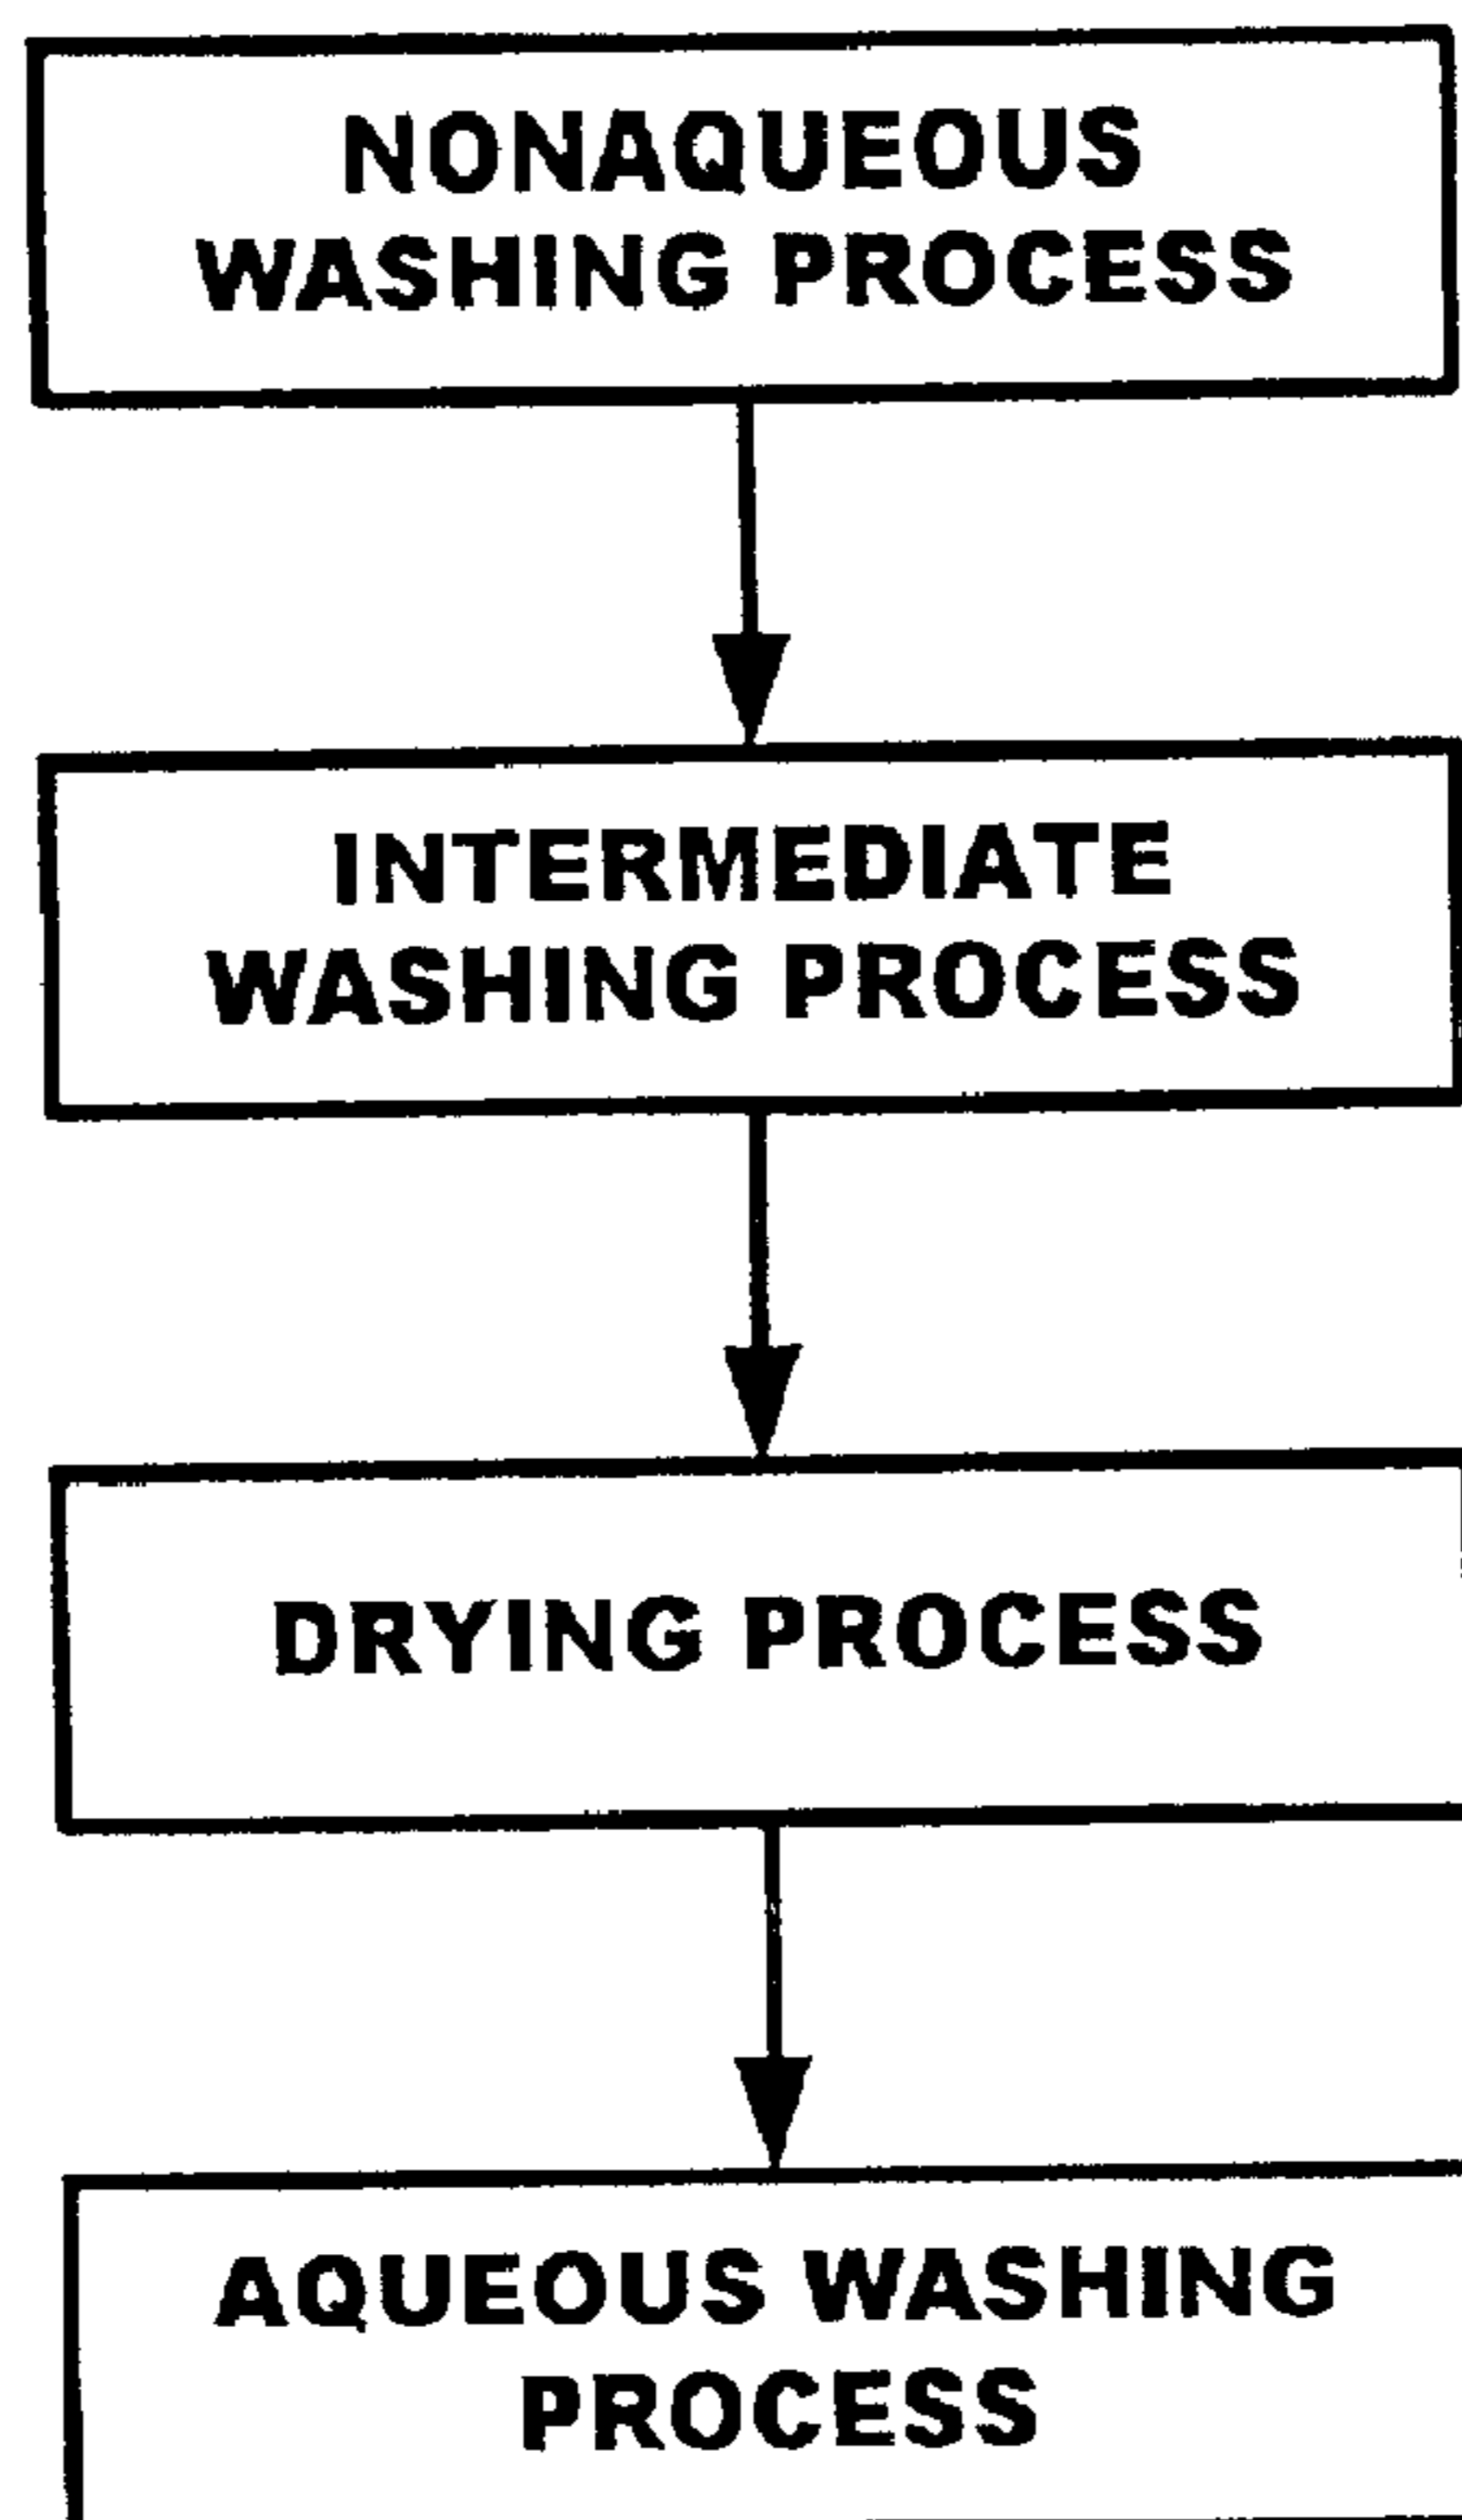 NONAQUEOUS
WASHING PROCESS
INTERMEDIATE
WASHING PROCESS
DRYING PROCESS
AQUEOUS WASHING
PROCESS